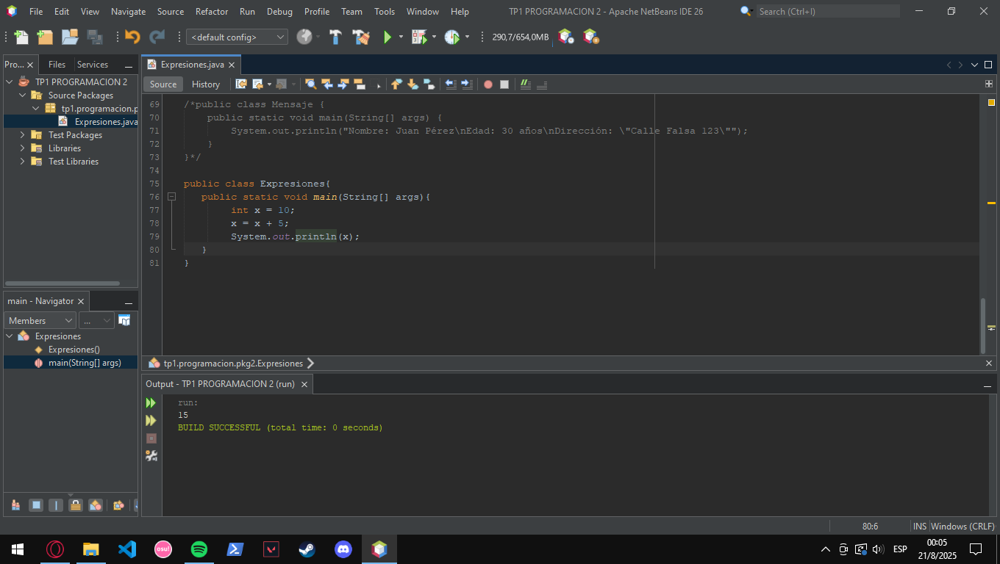 File Edit View Navigate Source Refactor Run Debug Profile Team Tools Window Help TP1 PROGRAMACION 2 - Apache NetBeans IDE 26 Search (Ctrl+I)
<default config> 290,7/654,0MB
Pro... Files Services
TP1 PROGRAMACION 2
Source Packages
tp1.programacion.p
Expresiones.java
Test Packages
Libraries
Test Libraries
main - Navigator
Members ...
Expresiones
Expresiones()
main(String[] args)
Expresiones.java
Source History
69 /*public class Mensaje {
70 public static void main(String[] args) {
71 System.out.println("Nombre: Juan Pérez\nEdad: 30 años\nDirección: \"Calle Falsa 123\"");
72 }
73 }*/
74
75 public class Expresiones{
76 public static void main(String[] args){
77 int x = 10;
78 x = x + 5;
79 System.out.println(x);
80 }
81 }
tp1.programacion.pkg2.Expresiones
Output - TP1 PROGRAMACION 2 (run)
run:
15
BUILD SUCCESSFUL (total time: 0 seconds)
80:6 INS Windows (CRLF)
osu!
ESP
00:05
21/8/2025